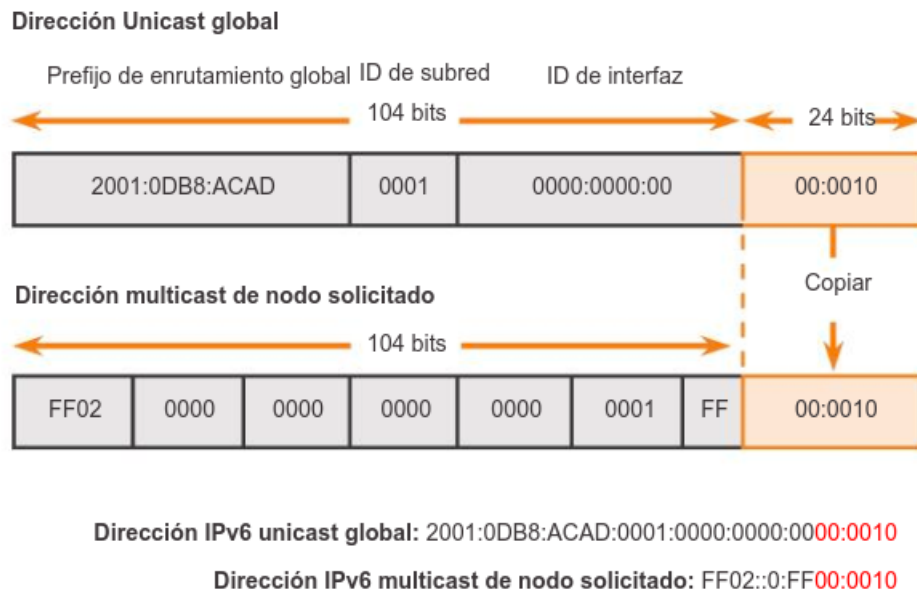 Dirección Unicast global
Prefijo de enrutamiento global ID de subred ID de interfaz
104 bits 24 bits
2001:0DB8:ACAD 0001 0000:0000:00 00:0010
Copiar
Dirección multicast de nodo solicitado
104 bits
FF02 0000 0000 0000 0000 0001 FF 00:0010
Dirección IPv6 unicast global: 2001:0DB8:ACAD:0001:0000:0000:0000:0010
Dirección IPv6 multicast de nodo solicitado: FF02::0:FF00:0010